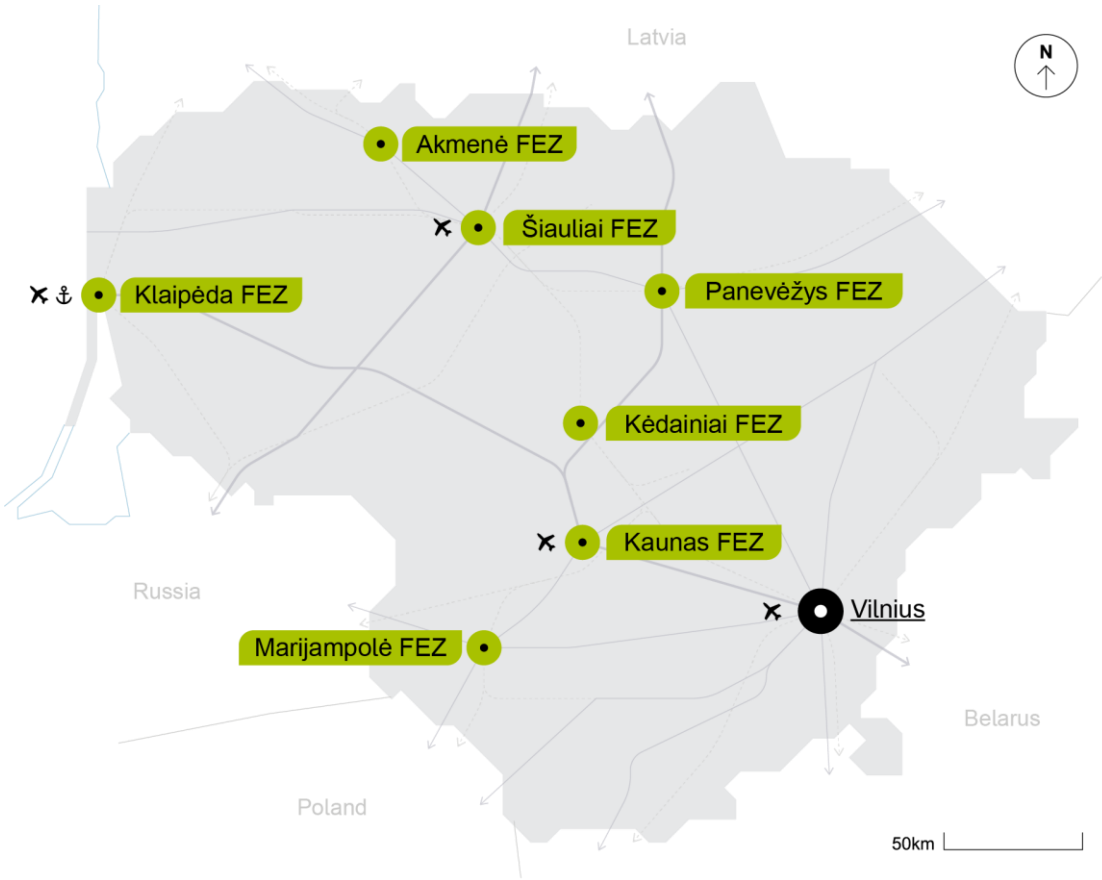 Latvia
N
Akmenė FEZ
Šiauliai FEZ
Klaipėda FEZ
Panevėžys FEZ
Kėdainiai FEZ
Kaunas FEZ
Russia
Vilnius
Marijampolė FEZ
Belarus
Poland
50km